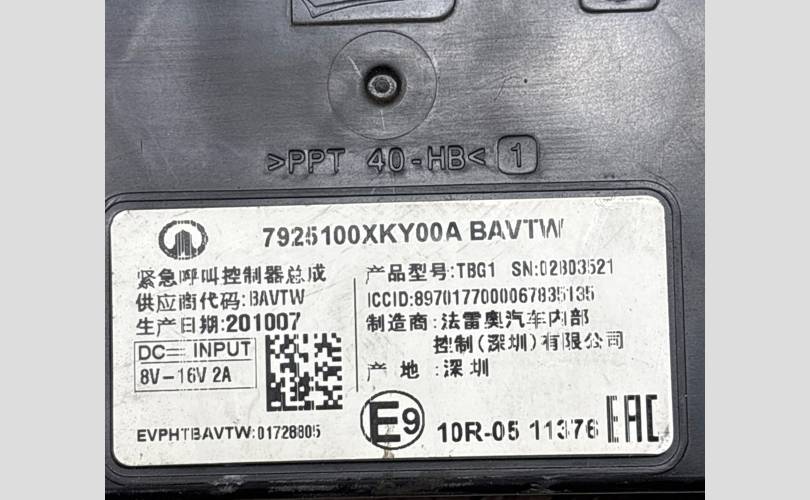 >PPT 40-HB< 1
7925100XKY00A BAVTW
紧急呼叫控制器总成
供应商代码:BAVTW
生产日期:201007
DC INPUT
8V-16V 2A
EVPHTBAVTW:01728805
产品型号:TBG1 SN:02803521
ICCID:8970177000067835135
制造商:法雷奥汽车内部
控制(深圳)有限公司
产 地:深圳
E9
10R-05 11376
EAC